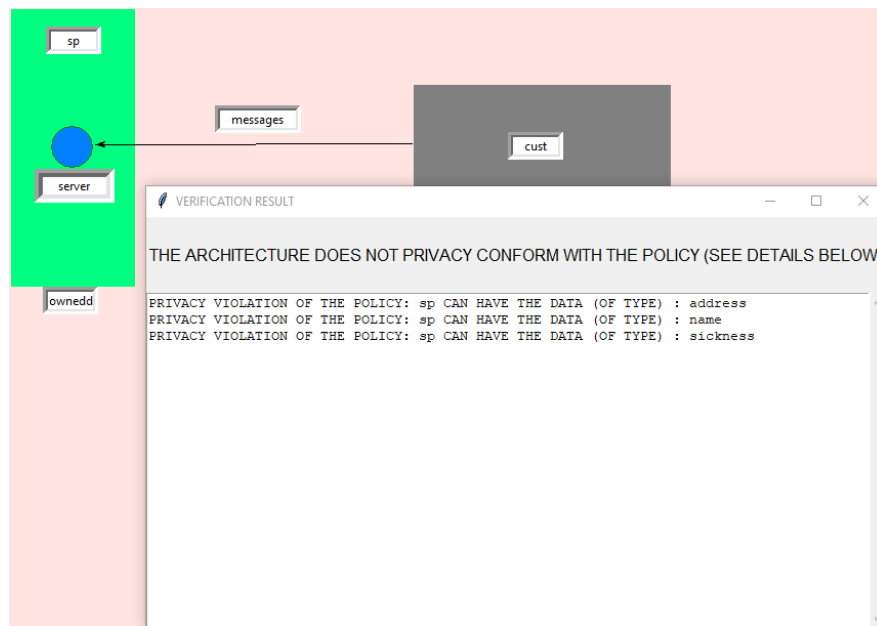 sp
messages
cust
server
VERIFICATION RESULT
THE ARCHITECTURE DOES NOT PRIVACY CONFORM WITH THE POLICY (SEE DETAILS BELOW
ownedd
PRIVACY VIOLATION OF THE POLICY: sp CAN HAVE THE DATA (OF TYPE) : address
PRIVACY VIOLATION OF THE POLICY: sp CAN HAVE THE DATA (OF TYPE) : name
PRIVACY VIOLATION OF THE POLICY: sp CAN HAVE THE DATA (OF TYPE) : sickness